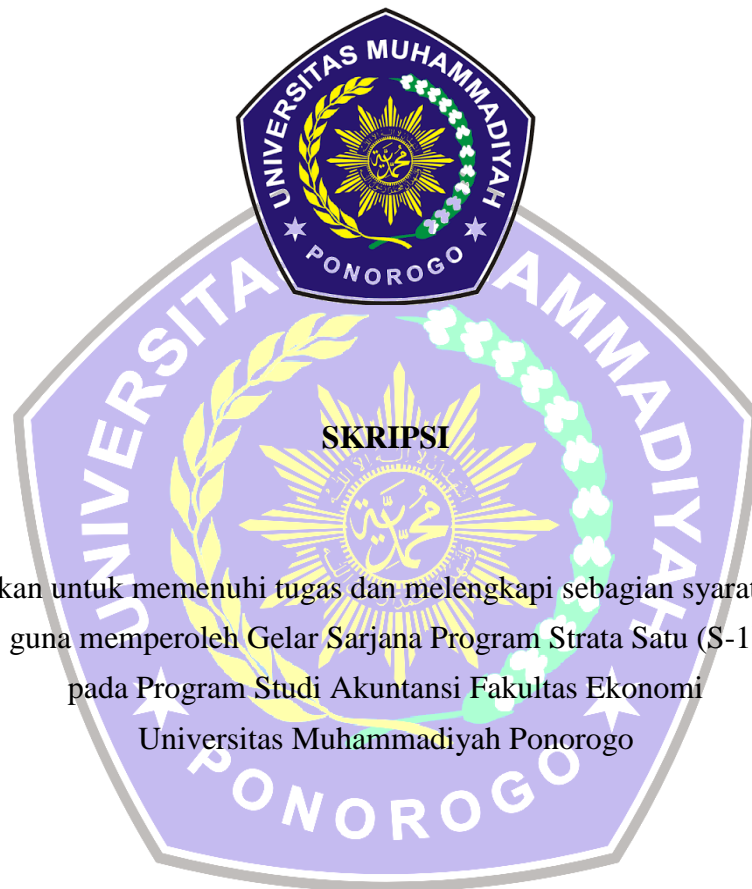 UNIVERSITAS MUHAMMADIYAH
PONOROGO
SKRIPSI
kan untuk memenuhi tugas dan melengkapi sebagian syarat
guna memperoleh Gelar Sarjana Program Strata Satu (S-1
pada Program Studi Akuntansi Fakultas Ekonomi
Universitas Muhammadiyah Ponorogo
PONOROGO